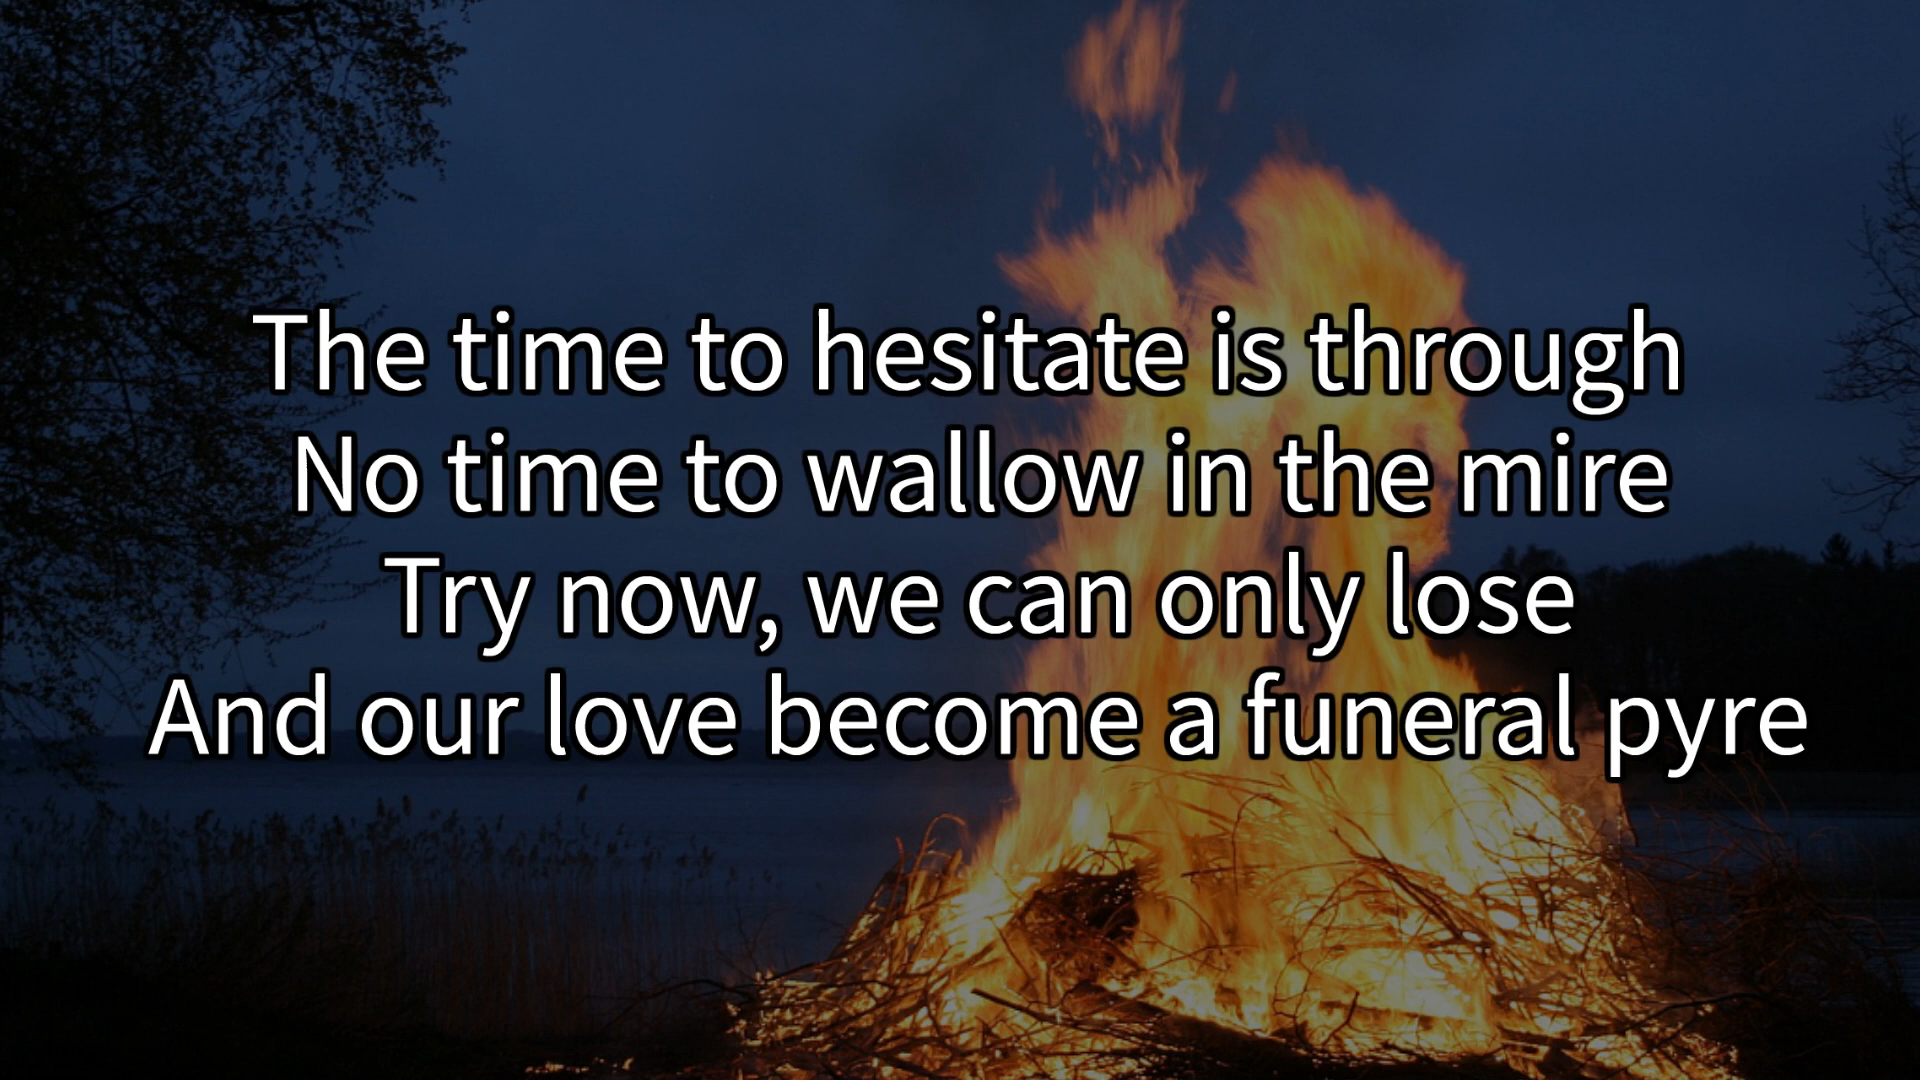 The time to hesitate is through
No time to wallow in the mire
Try now, we can only lose
And our love become a funeral pyre